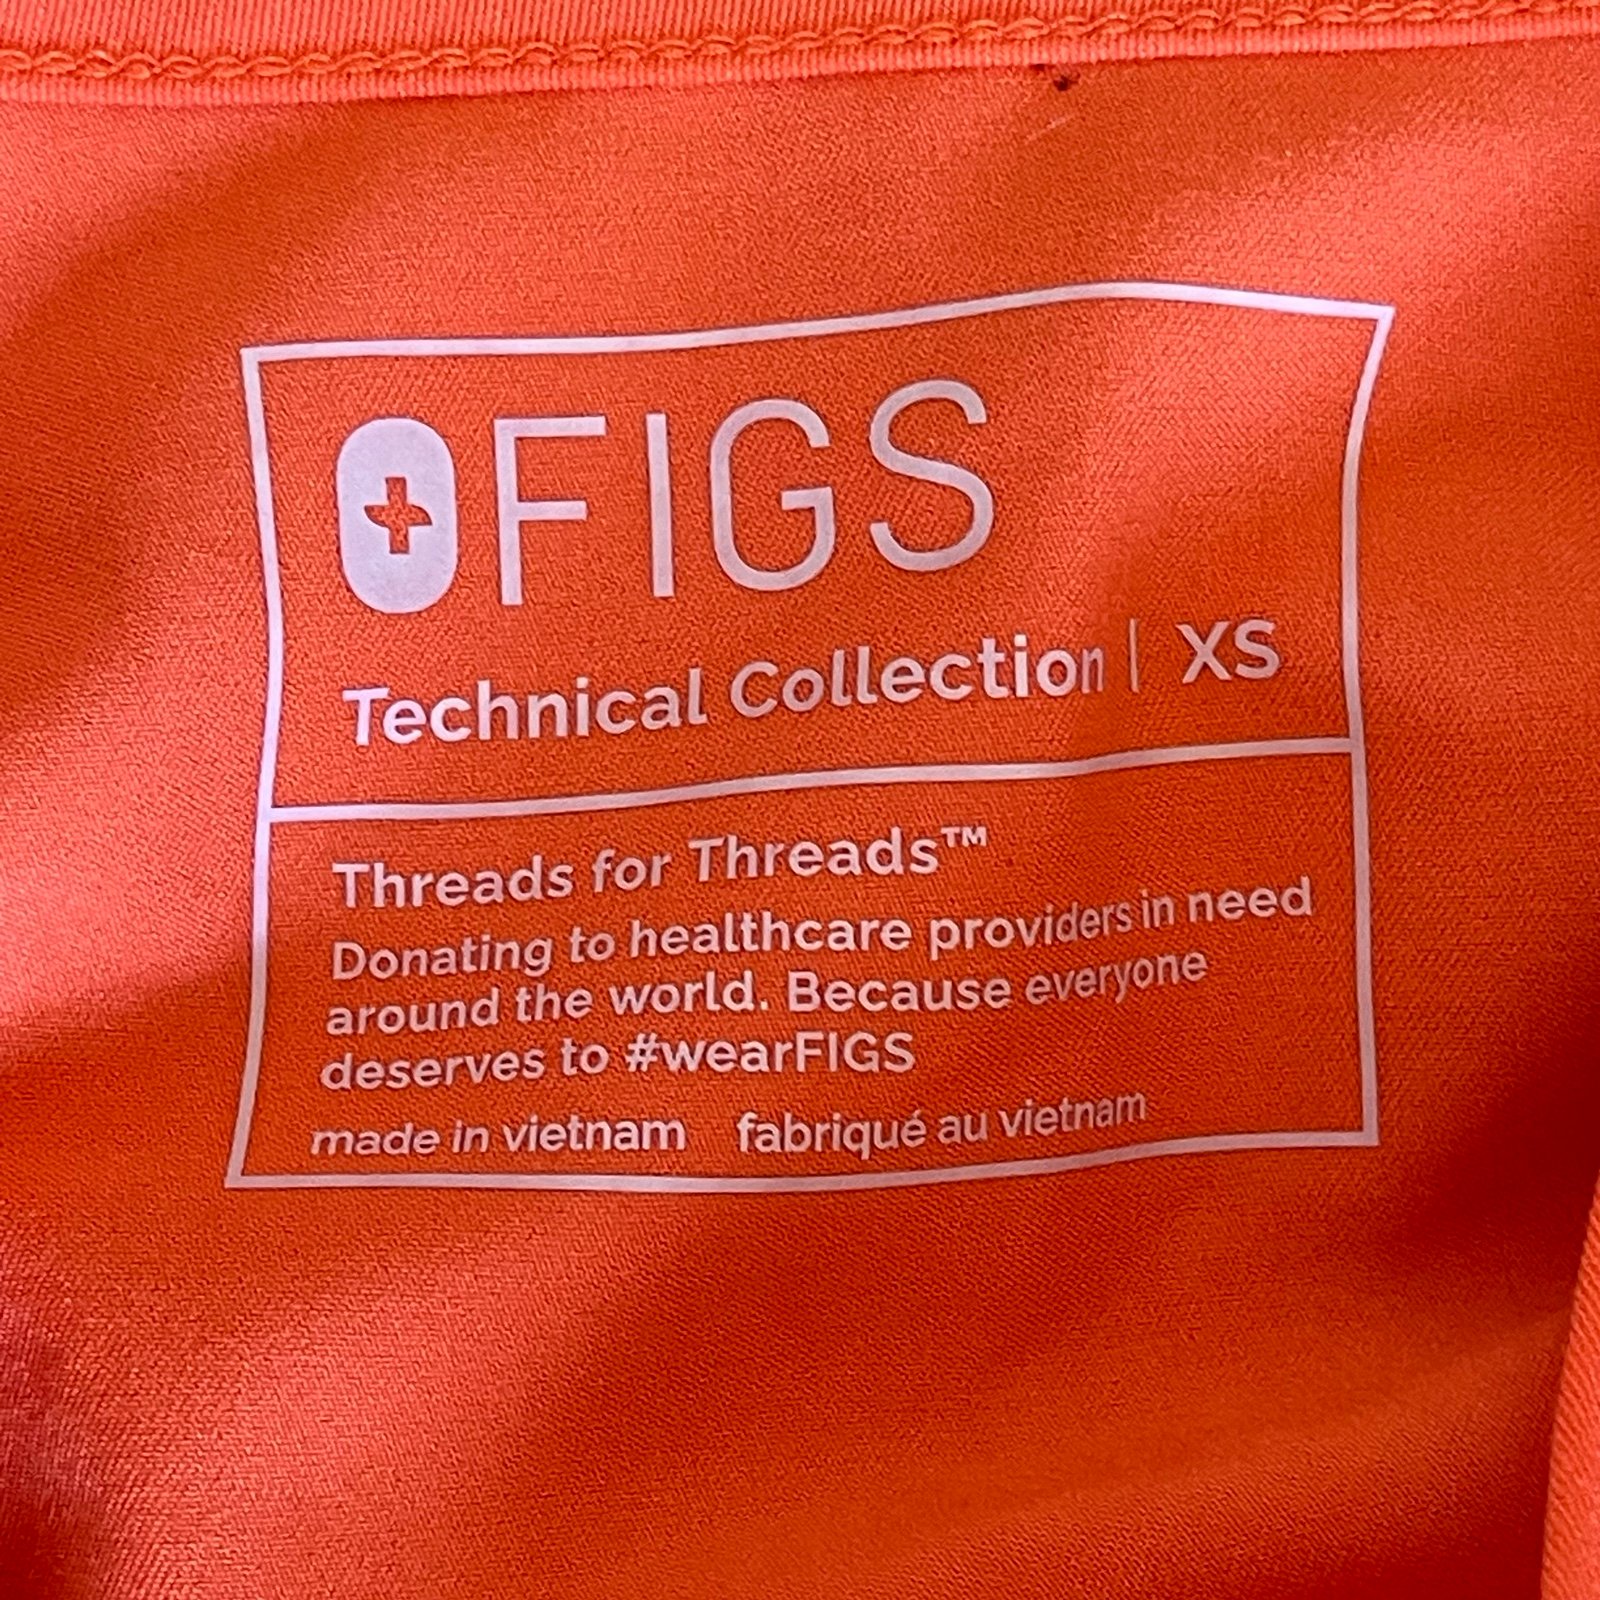 FIGS
Technical Collection | XS
Threads for Threads™
Donating to healthcare providers in need
around the world. Because everyone
deserves to #wearFIGS
made in vietnam fabriqué au vietnam